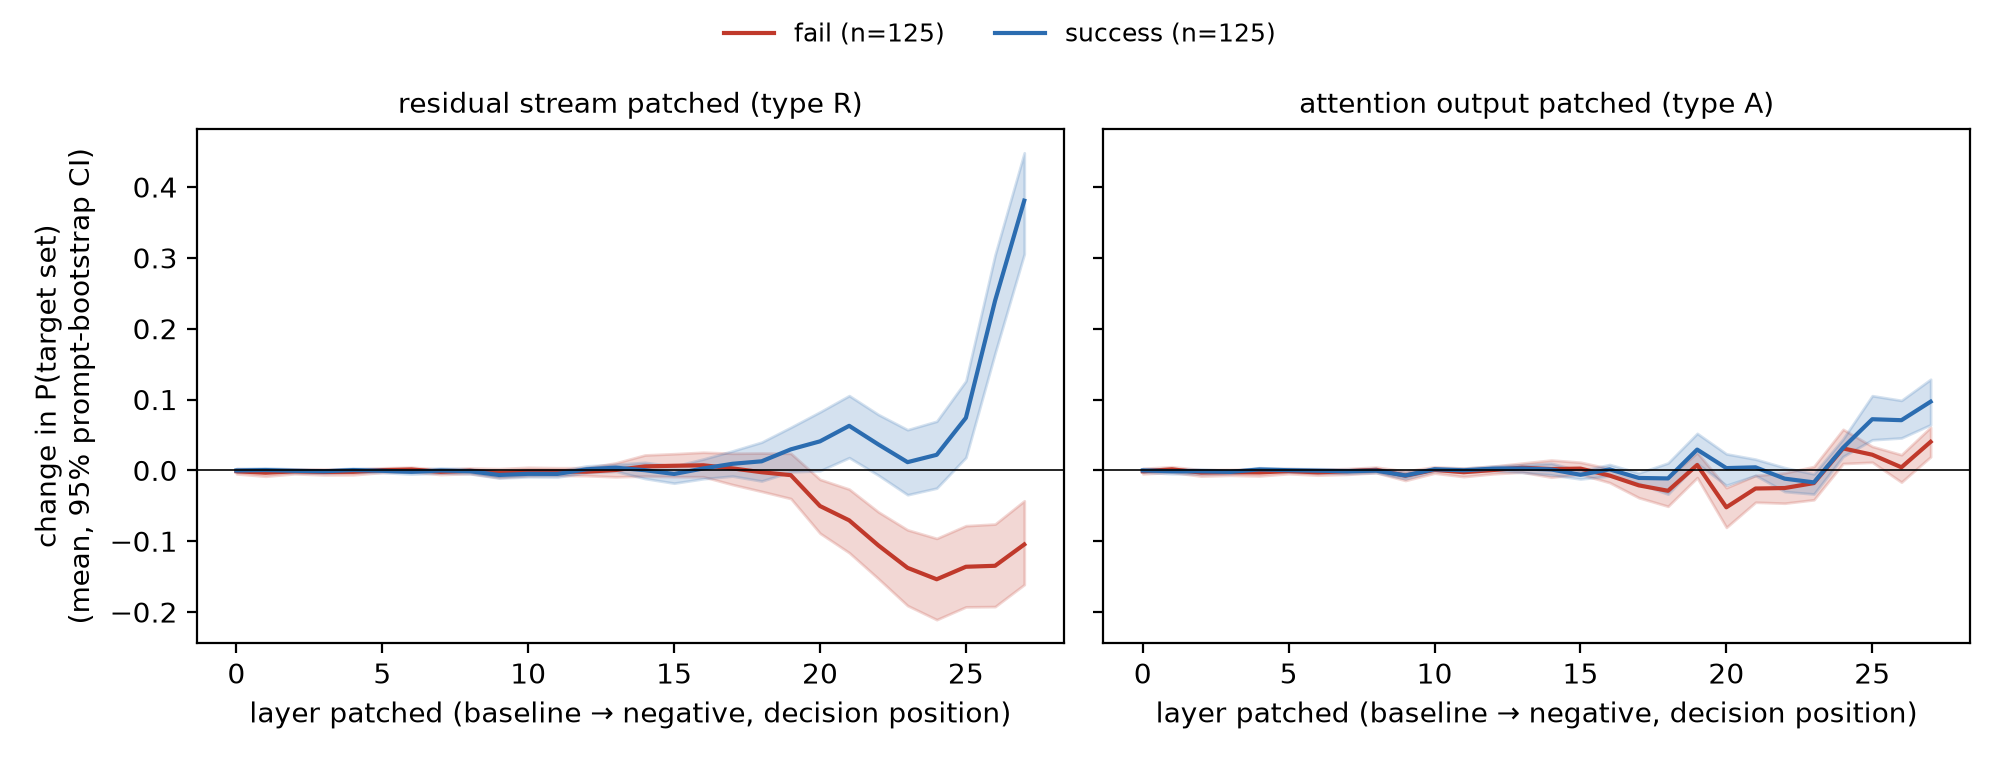 fail (n=125)
success (n=125)
residual stream patched (type R)
attention output patched (type A)
change in P(target set)
(mean, 95% prompt-bootstrap CI)
0.4
0.3
0.2
0.1
0.0
−0.1
−0.2
0 5 10 15 20 25
0 5 10 15 20 25
layer patched (baseline → negative, decision position)
layer patched (baseline → negative, decision position)